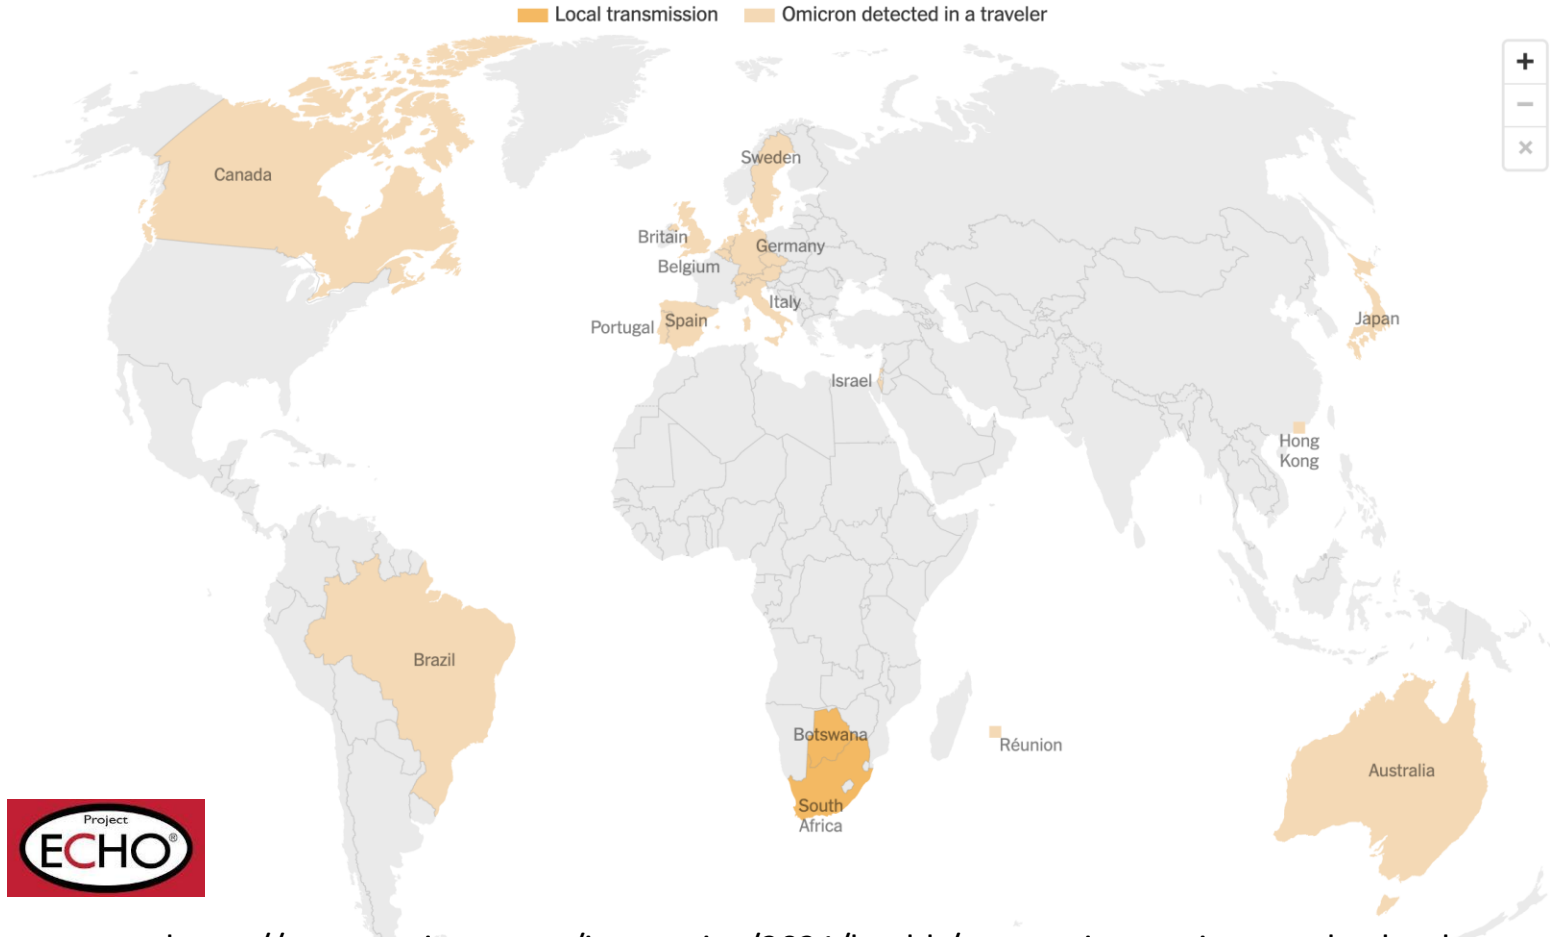 Local transmission
Omicron detected in a traveler
+
−
×
Canada
Sweden
Britain
Germany
Belgium
Italy
Portugal
Spain
Japan
Israel
Hong
Kong
Brazil
Botswana
Réunion
Australia
South
Africa
Project
ECHO®